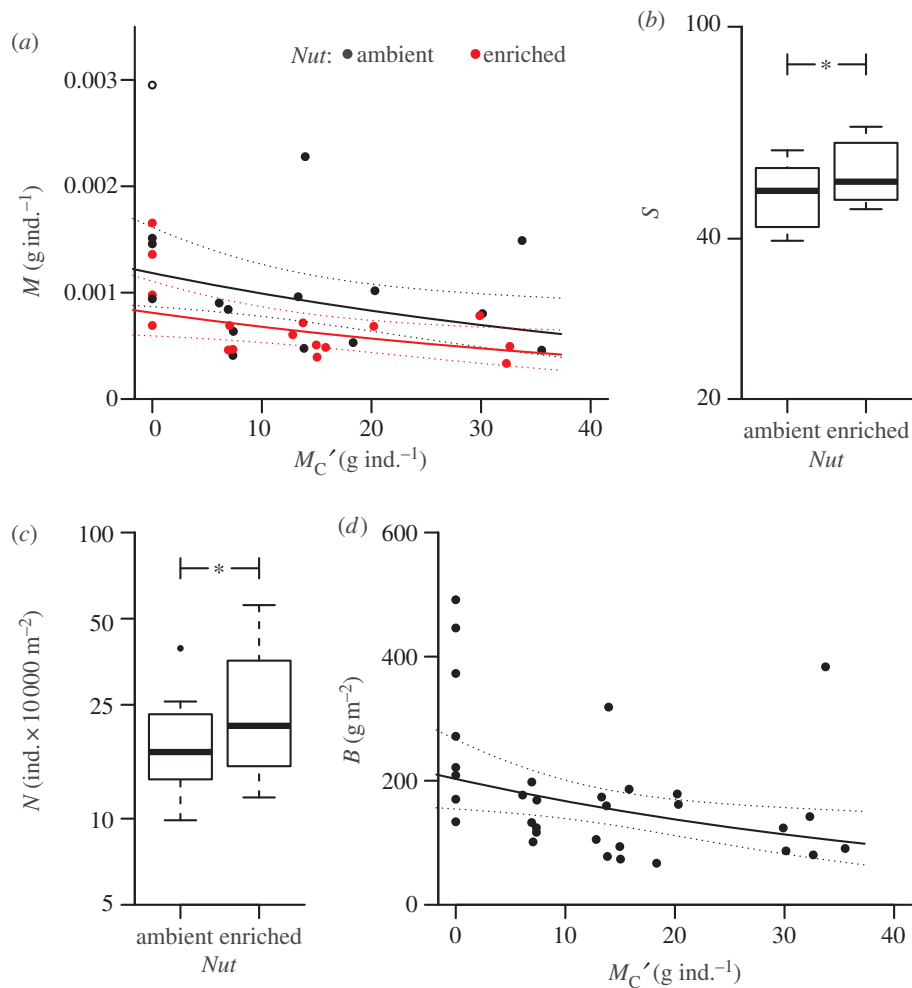 (a)
Nut: ambient enriched
0.003
0.002
0.001
0
M (g ind.⁻¹)
0 10 20 30 40
M_C′ (g ind.⁻¹)
(b)
100
40
20
S
*
ambient enriched
Nut
(c)
100
50
25
10
5
N (ind. × 10 000 m⁻²)
*
ambient enriched
Nut
(d)
600
400
200
0
B (g m⁻²)
0 10 20 30 40
M_C′ (g ind.⁻¹)